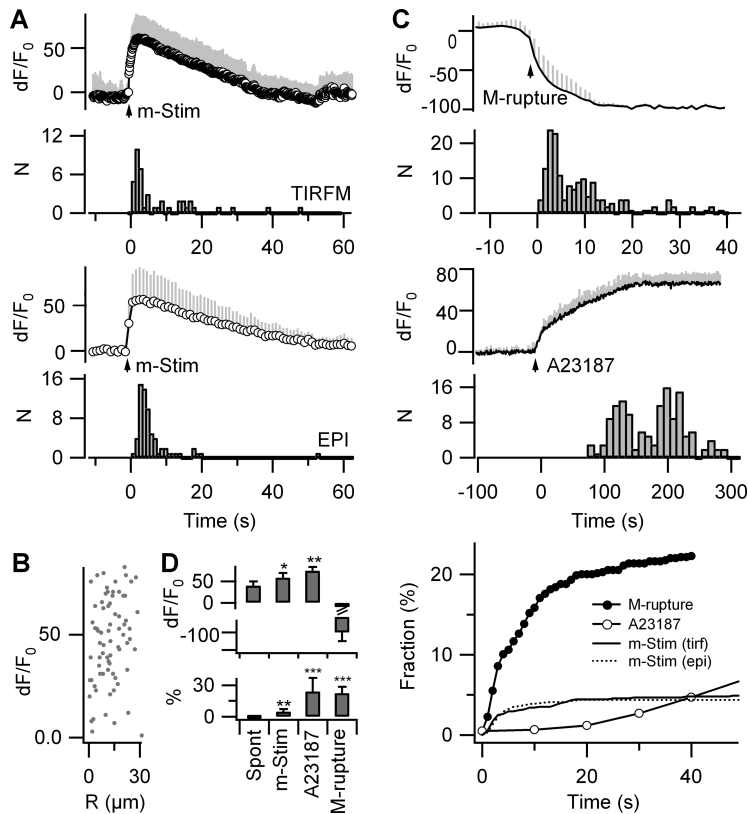 A
dF/F0
50
0
m-Stim
N
12
6
0
TIRFM
0 20 40 60
dF/F0
50
0
m-Stim
N
16
8
0
EPI
0 20 40 60
Time (s)
C
dF/F0
0
-50
-100
M-rupture
N
20
10
0
-10 0 10 20 30 40
dF/F0
80
40
0
A23187
N
16
8
0
-100 0 100 200 300
Time (s)
B
dF/F0
50
0.0
0 30
R (µm)
D
dF/F0
50
0
-100
* **
%
30
0
** *** ***
Spont
m-Stim
A23187
M-rupture
Fraction (%)
20
10
0
M-rupture
A23187
m-Stim (tirf)
m-Stim (epi)
0 20 40
Time (s)